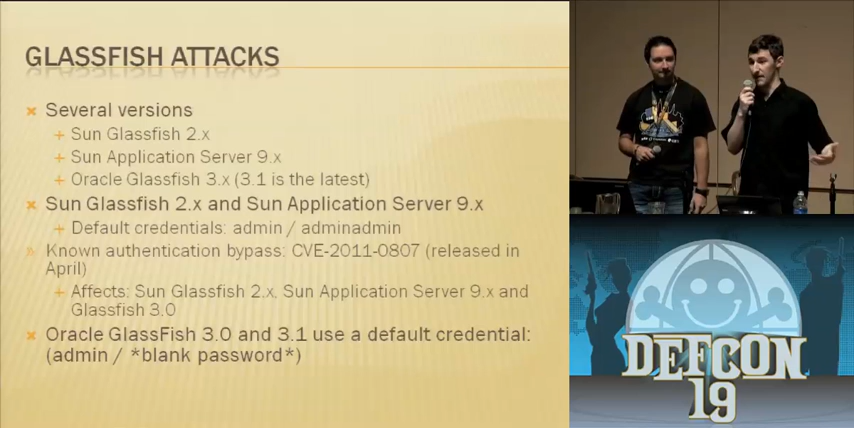 GLASSFISH ATTACKS
Several versions
+ Sun Glassfish 2.x
+ Sun Application Server 9.x
+ Oracle Glassfish 3.x (3.1 is the latest)
Sun Glassfish 2.x and Sun Application Server 9.x
+ Default credentials: admin / adminadmin
» Known authentication bypass: CVE-2011-0807 (released in
April)
+ Affects: Sun Glassfish 2.x, Sun Application Server 9.x and
Glassfish 3.0
Oracle GlassFish 3.0 and 3.1 use a default credential:
(admin / *blank password*)
DEFCON
19